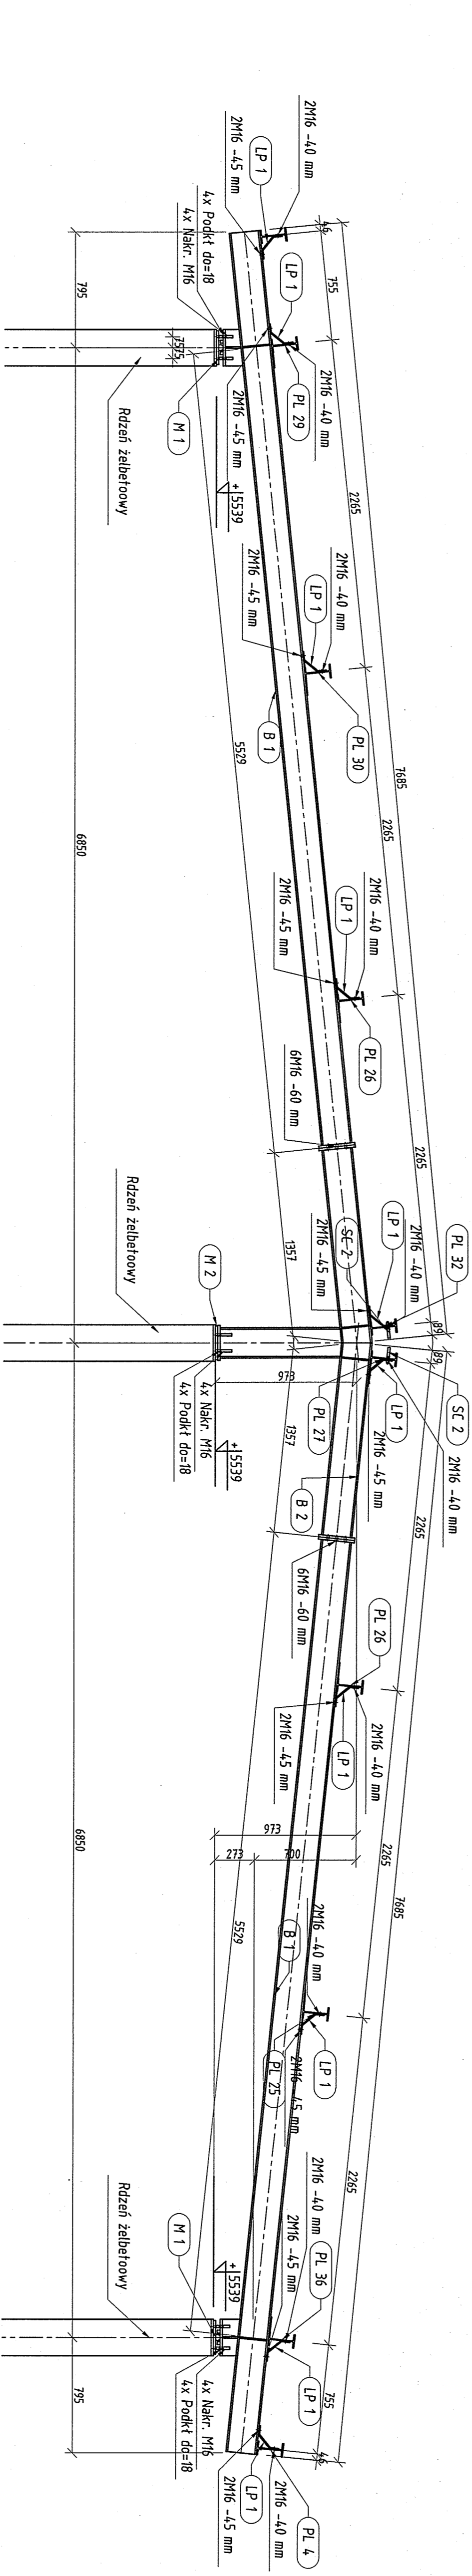 2M16 -40 mm
LP 1
2M16 -45 mm
4x Podkł do=18
4x Nakr. M16
46
755
795
7575
M 1
Rdzeń żelbetoowy
LP 1
PL 29
2M16 -40 mm
2M16 -45 mm
+5539
2265
2M16 -40 mm
LP 1
2M16 -45 mm
PL 30
B 1
5529
6850
7685
2265
2M16 -40 mm
LP 1
2M16 -45 mm
PL 26
6M16 -60 mm
2265
PL 32
2M16 -40 mm
LP 1
SC 2
2M16 -45 mm
1357
Rdzeń żelbetoowy
M 2
89
89
SC 2
2M16 -40 mm
LP 1
2M16 -45 mm
PL 27
973
4x Nakr. M16
4x Podkł do=18
+5539
1357
B 2
2265
6M16 -60 mm
PL 26
2M16 -40 mm
LP 1
2M16 -45 mm
973
273
700
6850
5529
2265
7685
B 1
2M16 -40 mm
LP 1
2M16 -45 mm
PL 25
2265
2M16 -40 mm
PL 36
2M16 -45 mm
LP 1
+5539
M 1
Rdzeń żelbetoowy
4x Nakr. M16
4x Podkł do=18
755
795
46
PL 4
2M16 -40 mm
LP 1
2M16 -45 mm